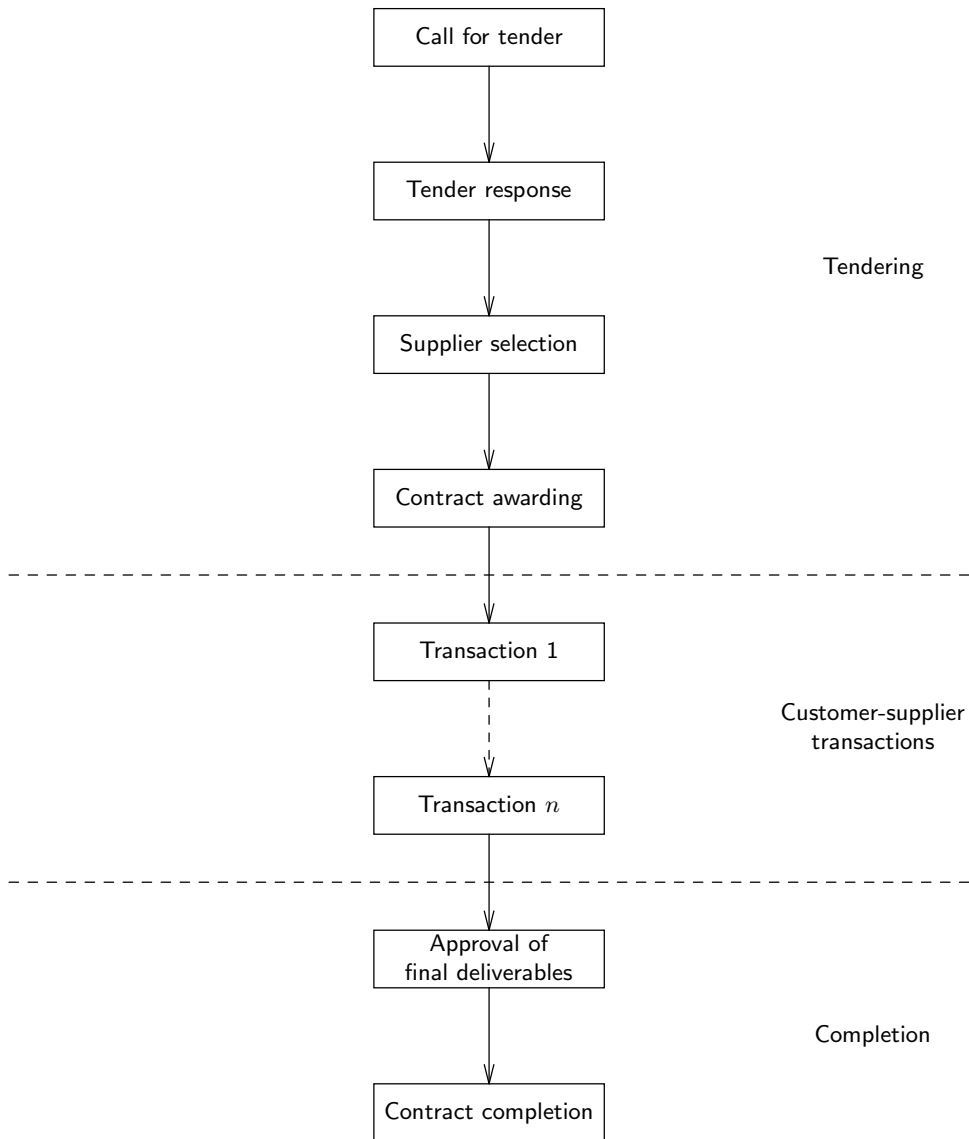 Call for tender
Tender response
Tendering
Supplier selection
Contract awarding
Transaction 1
Customer-supplier
transactions
Transaction n
Approval of
final deliverables
Completion
Contract completion